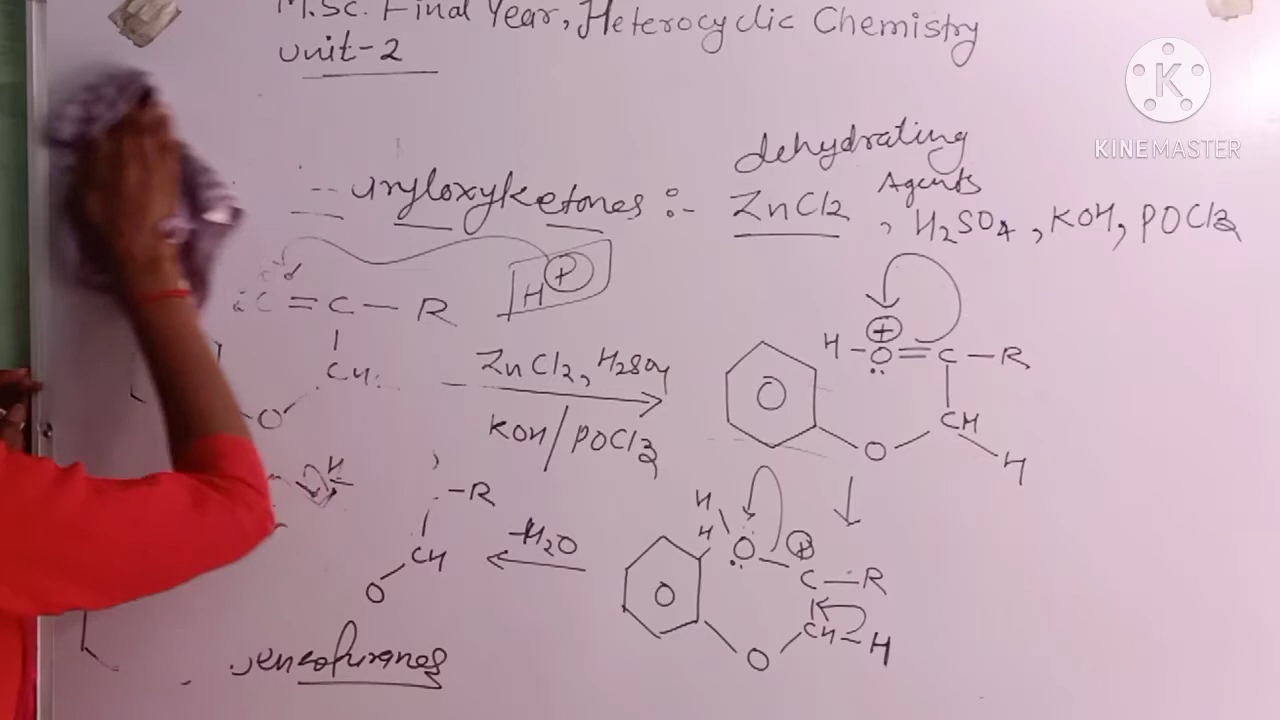 M.Sc. Final Year, Heterocyclic Chemistry
Unit-2
KINEMASTER
dehydrating
Agents
aryloxyketones :- ZnCl2, H2SO4, KOH, POCl3
C = C — R
H +
CH
O
ZnCl2, H2SO4
KOH / POCl3
H - O = C - R
+
CH
O
H
-R
CH
O
-H2O
H
H
O
+
C - R
CH - H
O
H